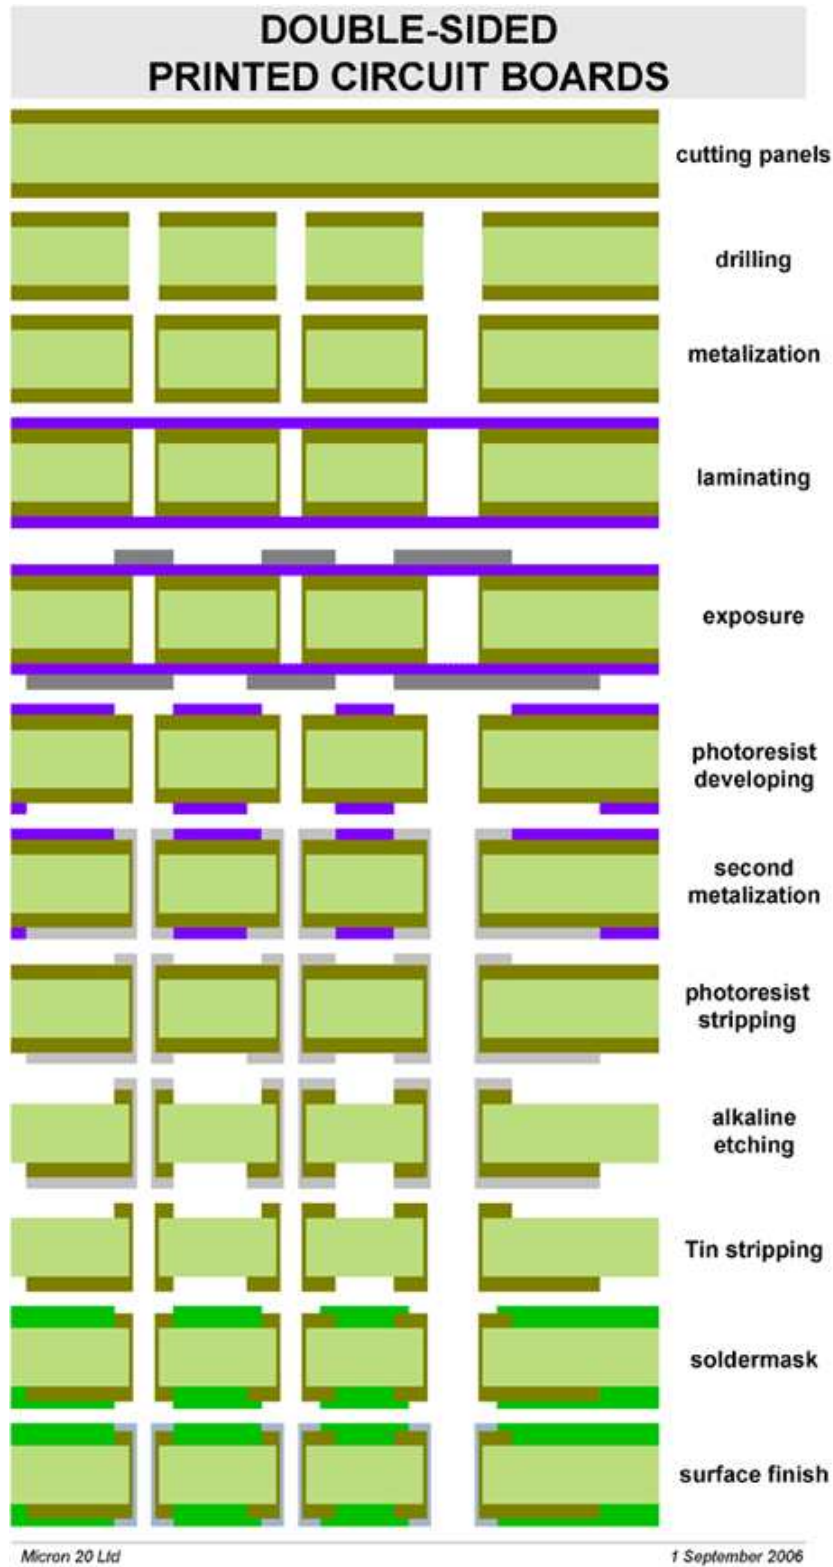 DOUBLE-SIDED
PRINTED CIRCUIT BOARDS
cutting panels
drilling
metalization
laminating
exposure
photoresist
developing
second
metalization
photoresist
stripping
alkaline
etching
Tin stripping
soldermask
surface finish
Micron 20 Ltd
1 September 2006